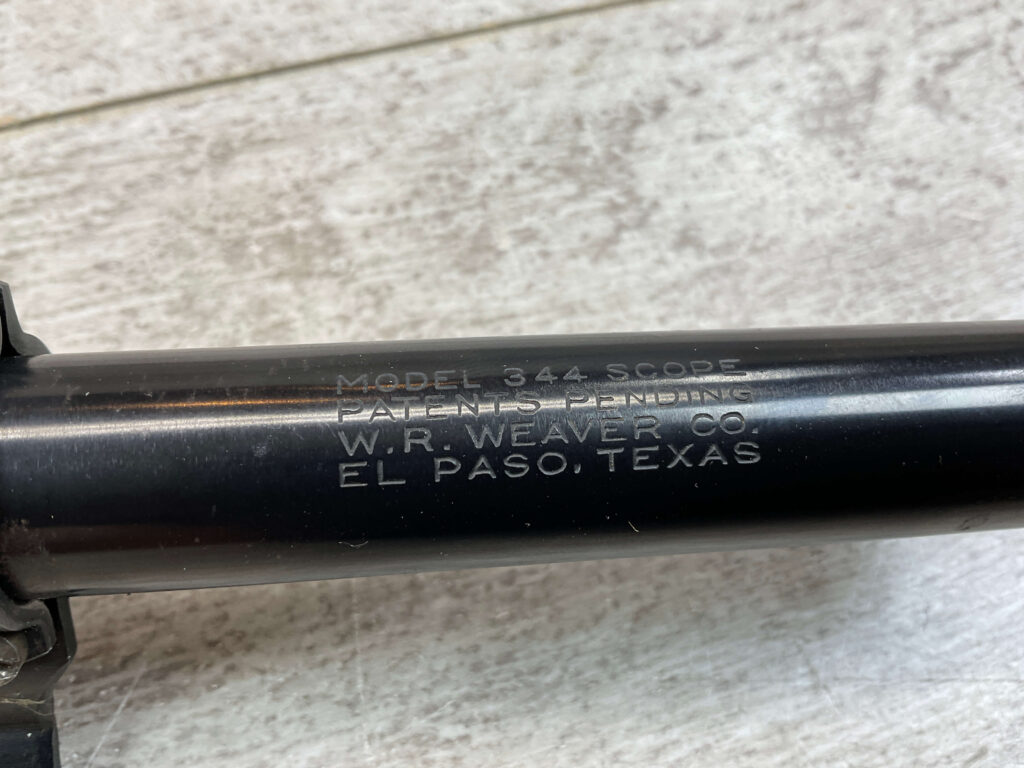 MODEL 344 SCOPE
PATENTS PENDING
W.R. WEAVER CO.
EL PASO, TEXAS